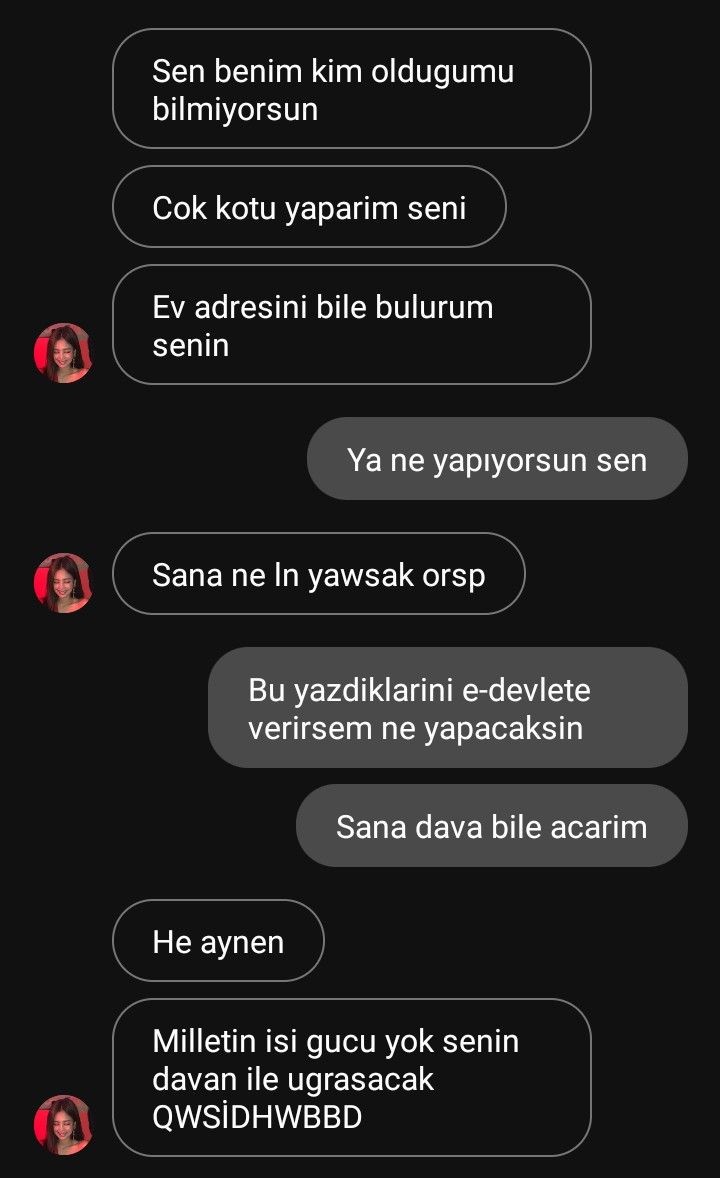 Sen benim kim oldugumu
bilmiyorsun
Cok kotu yaparim seni
Ev adresini bile bulurum
senin
Ya ne yapıyorsun sen
Sana ne ln yawsak orsp
Bu yazdiklarini e-devlete
verirsem ne yapacaksin
Sana dava bile acarim
He aynen
Milletin isi gucu yok senin
davan ile ugrasacak
QWSİDHWBBD